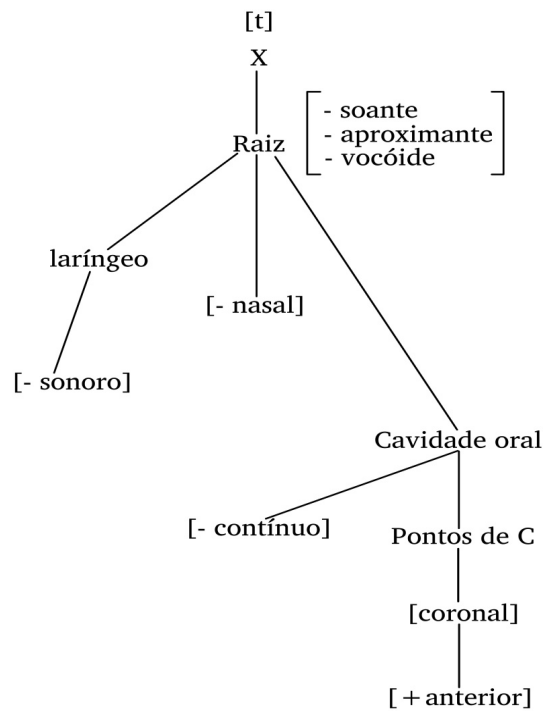 [t]
X
Raiz
- soante
- aproximante
- vocóide
laríngeo
[- nasal]
[- sonoro]
Cavidade oral
[- contínuo]
Pontos de C
[coronal]
[+anterior]